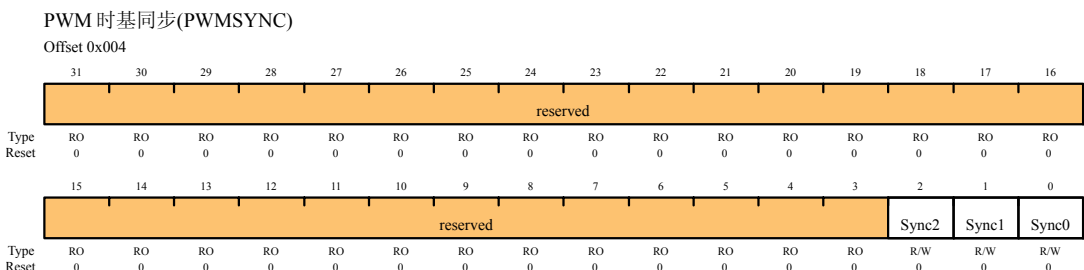 PWM 时基同步(PWMSYNC)
Offset 0x004
31 30 29 28 27 26 25 24 23 22 21 20 19 18 17 16
reserved
Type RO RO RO RO RO RO RO RO RO RO RO RO RO RO RO RO
Reset 0 0 0 0 0 0 0 0 0 0 0 0 0 0 0 0
15 14 13 12 11 10 9 8 7 6 5 4 3 2 1 0
reserved Sync2 Sync1 Sync0
Type RO RO RO RO RO RO RO RO RO RO RO RO RO R/W R/W R/W
Reset 0 0 0 0 0 0 0 0 0 0 0 0 0 0 0 0